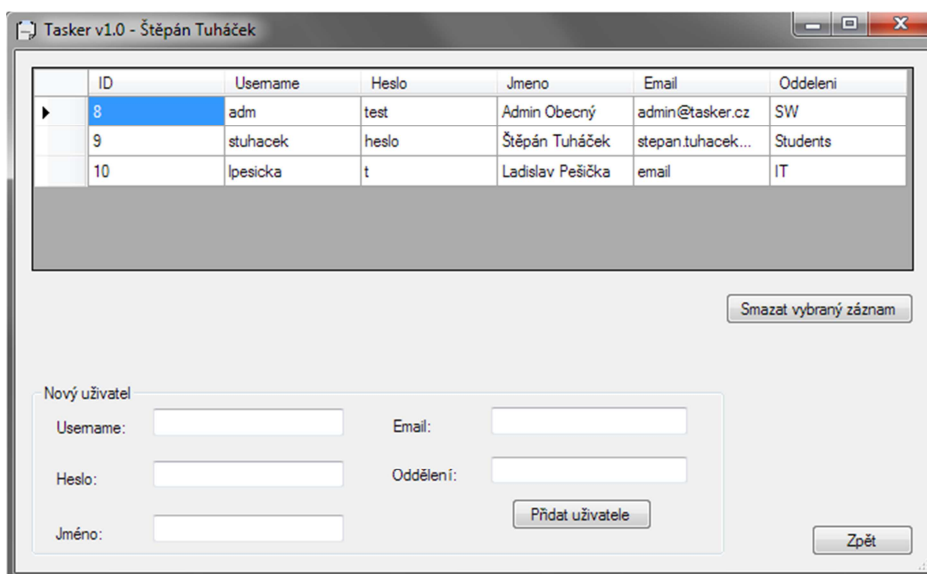 Tasker v1.0 - Štěpán Tuháček
ID Username Heslo Jmeno Email Oddeleni
8 adm test Admin Obecný admin@tasker.cz SW
9 stuhacek heslo Štěpán Tuháček stepan.tuhacek... Students
10 lpesicka t Ladislav Pešička email IT
Smazat vybraný záznam
Nový uživatel
Username: Email:
Heslo: Oddělení:
Přidat uživatele
Jméno:
Zpět